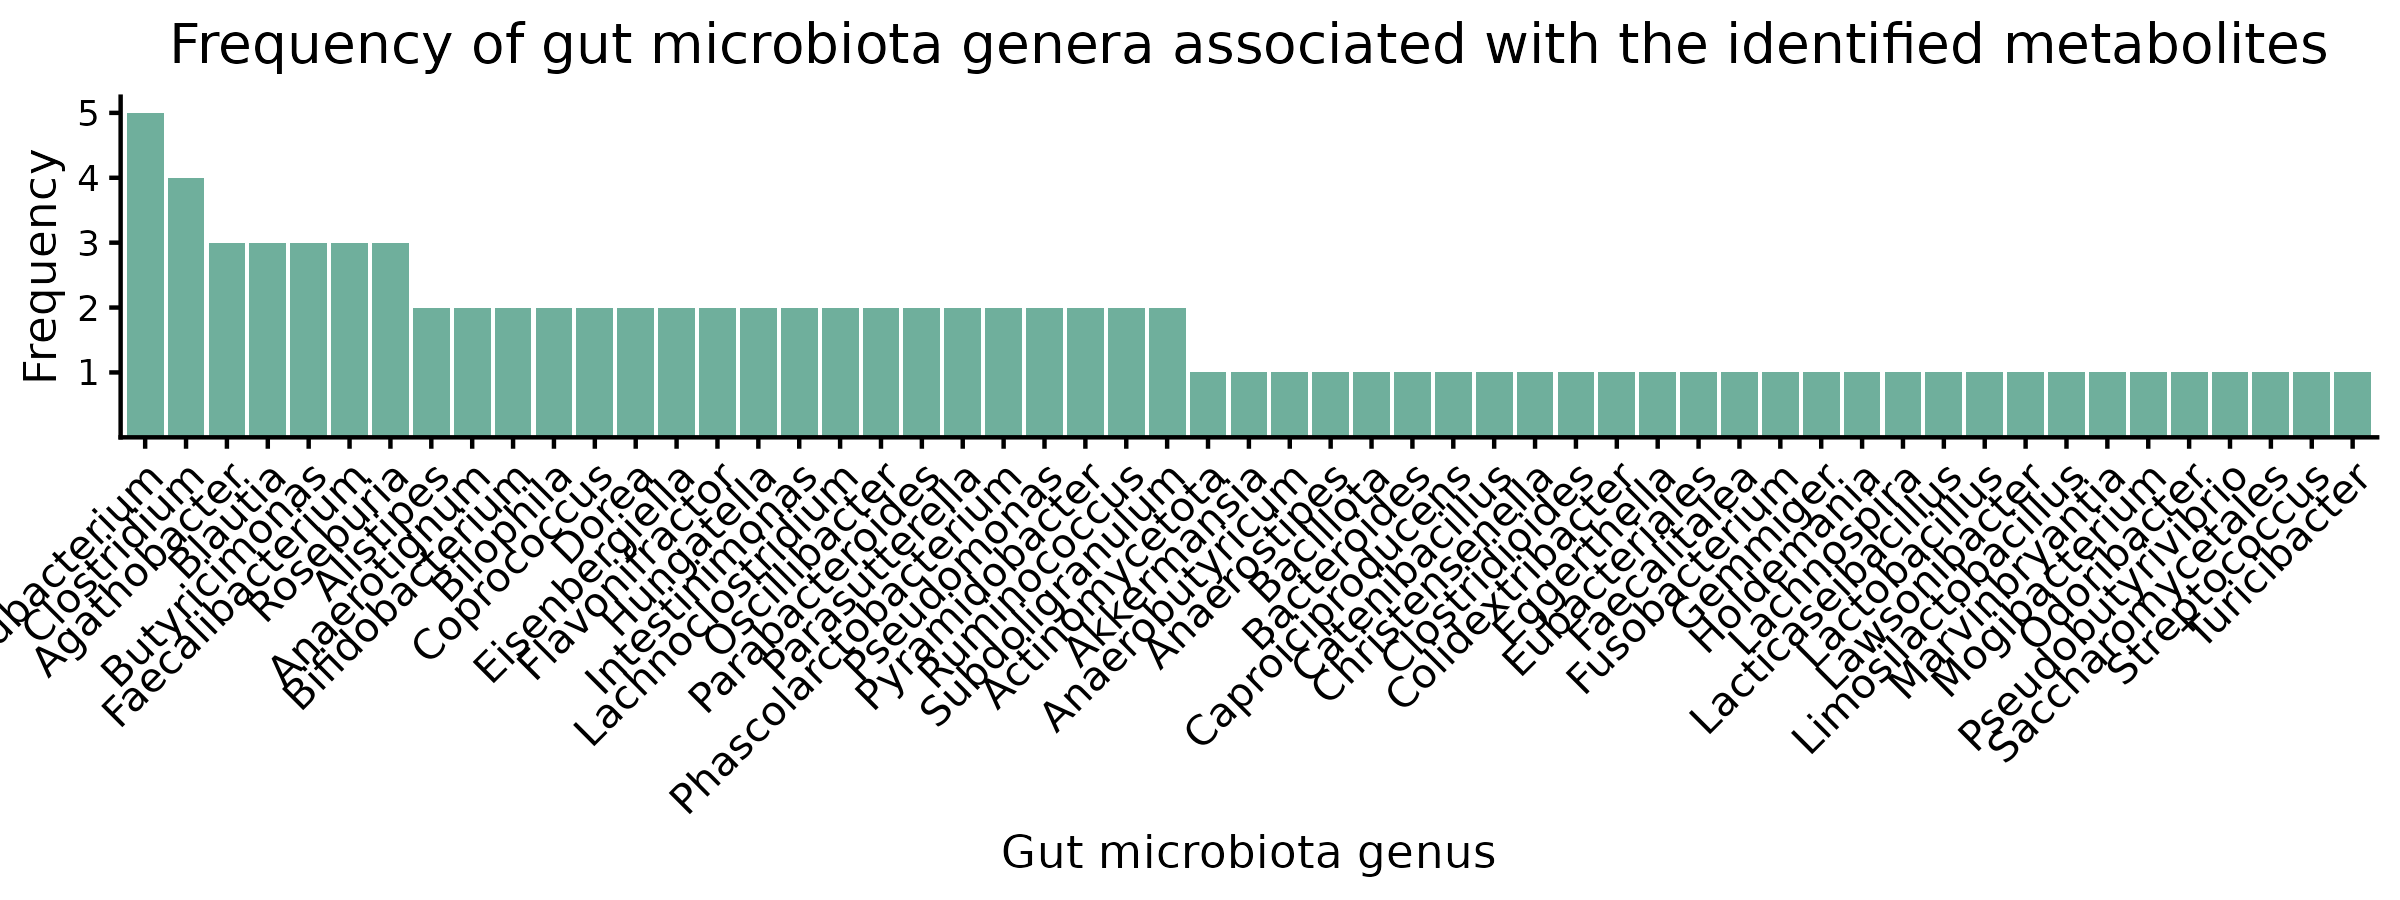 Frequency of gut microbiota genera associated with the identified metabolites
Frequency
5
4
3
2
1
ubacterium
Clostridium
Agathobacter
Blautia
Butyricimonas
Faecalibacterium
Roseburia
Alistipes
Anaerotignum
Bifidobacterium
Bilophila
Coprococcus
Dorea
Eisenbergiella
Flavonifractor
Hungatella
Intestinimonas
Lachnoclostridium
Oscillibacter
Parabacteroides
Parasutterella
Phascolarctobacterium
Pseudomonas
Pyramidobacter
Ruminococcus
Subdoligranulum
Actinomycetota
Akkermansia
Anaerobutyricum
Anaerostipes
Bacillota
Bacteroides
Caproiciproducens
Catenibacillus
Christensenella
Clostridioides
Colidextribacter
Eggerthella
Eubacteriales
Faecalitalea
Fusobacterium
Gemmiger
Holdemania
Lachnospira
Lacticaseibacillus
Lactobacillus
Lawsonibacter
Limosilactobacillus
Marvinbryantia
Mogibacterium
Odoribacter
Pseudobutyrivibrio
Saccharomycetales
Streptococcus
Turicibacter
Gut microbiota genus